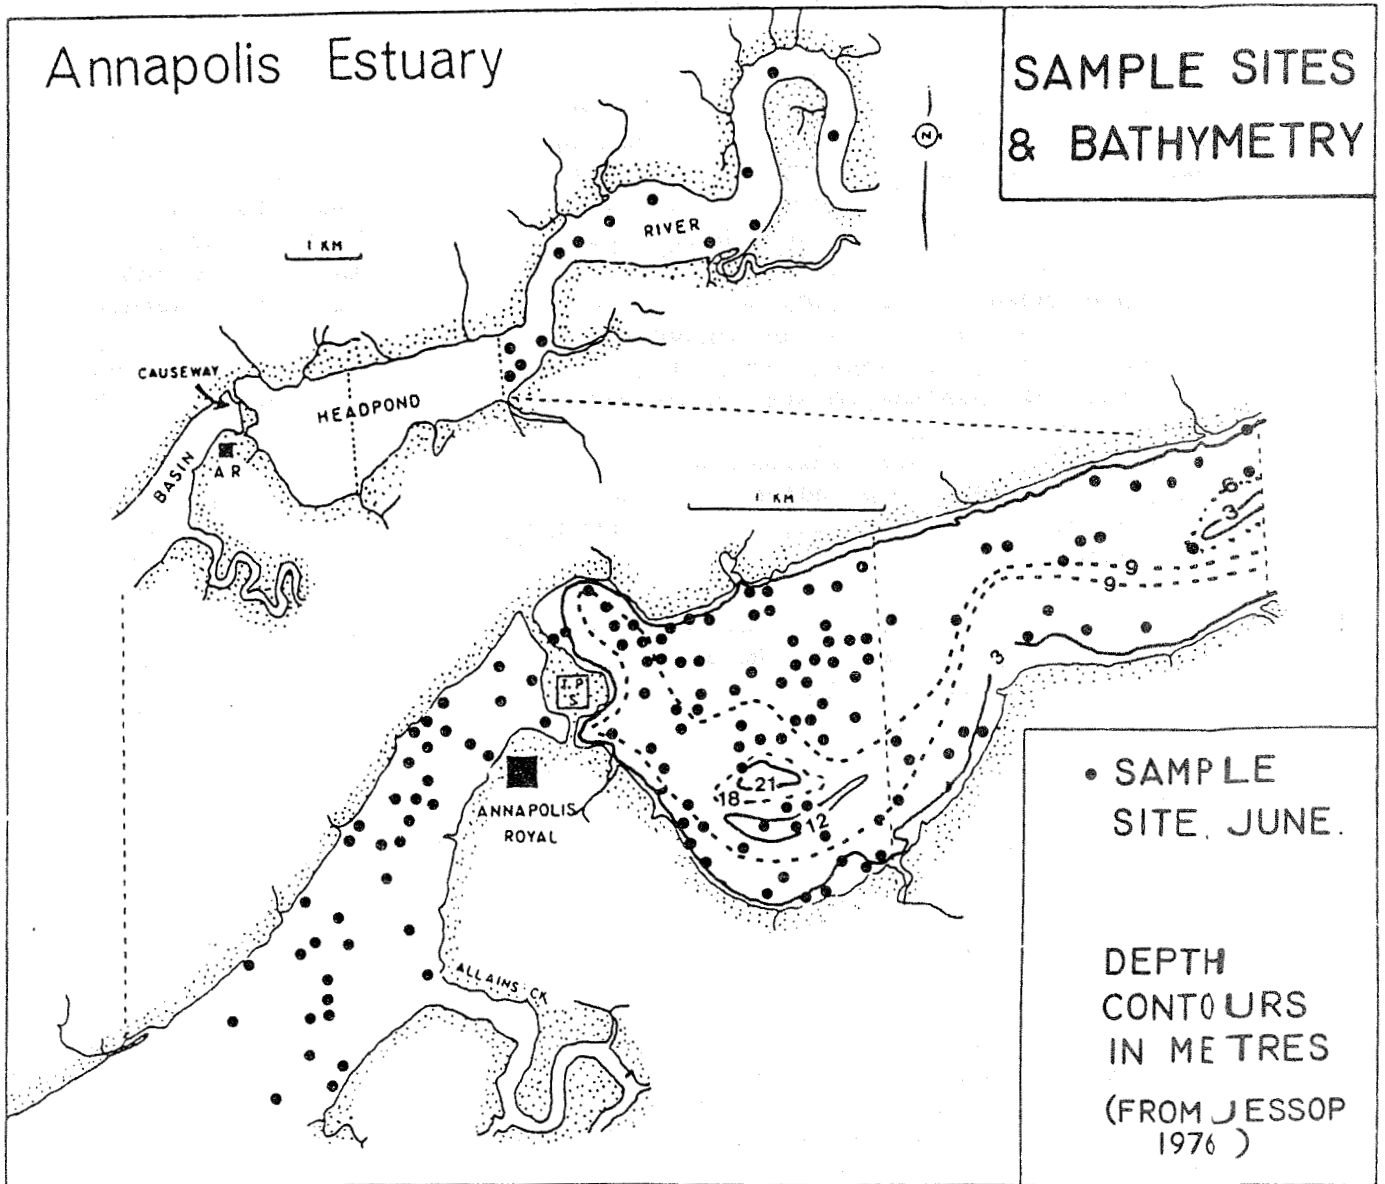 Annapolis Estuary
SAMPLE SITES
& BATHYMETRY
N
RIVER
1 KM
CAUSEWAY
HEADPOND
BASIN
A R
1 KM
6
3
9
9
3
T.P
S
21
18
12
ANNAPOLIS
ROYAL
ALLAINS CK
• SAMPLE
SITE. JUNE.
DEPTH
CONTOURS
IN METRES
(FROM JESSOP
1976 )